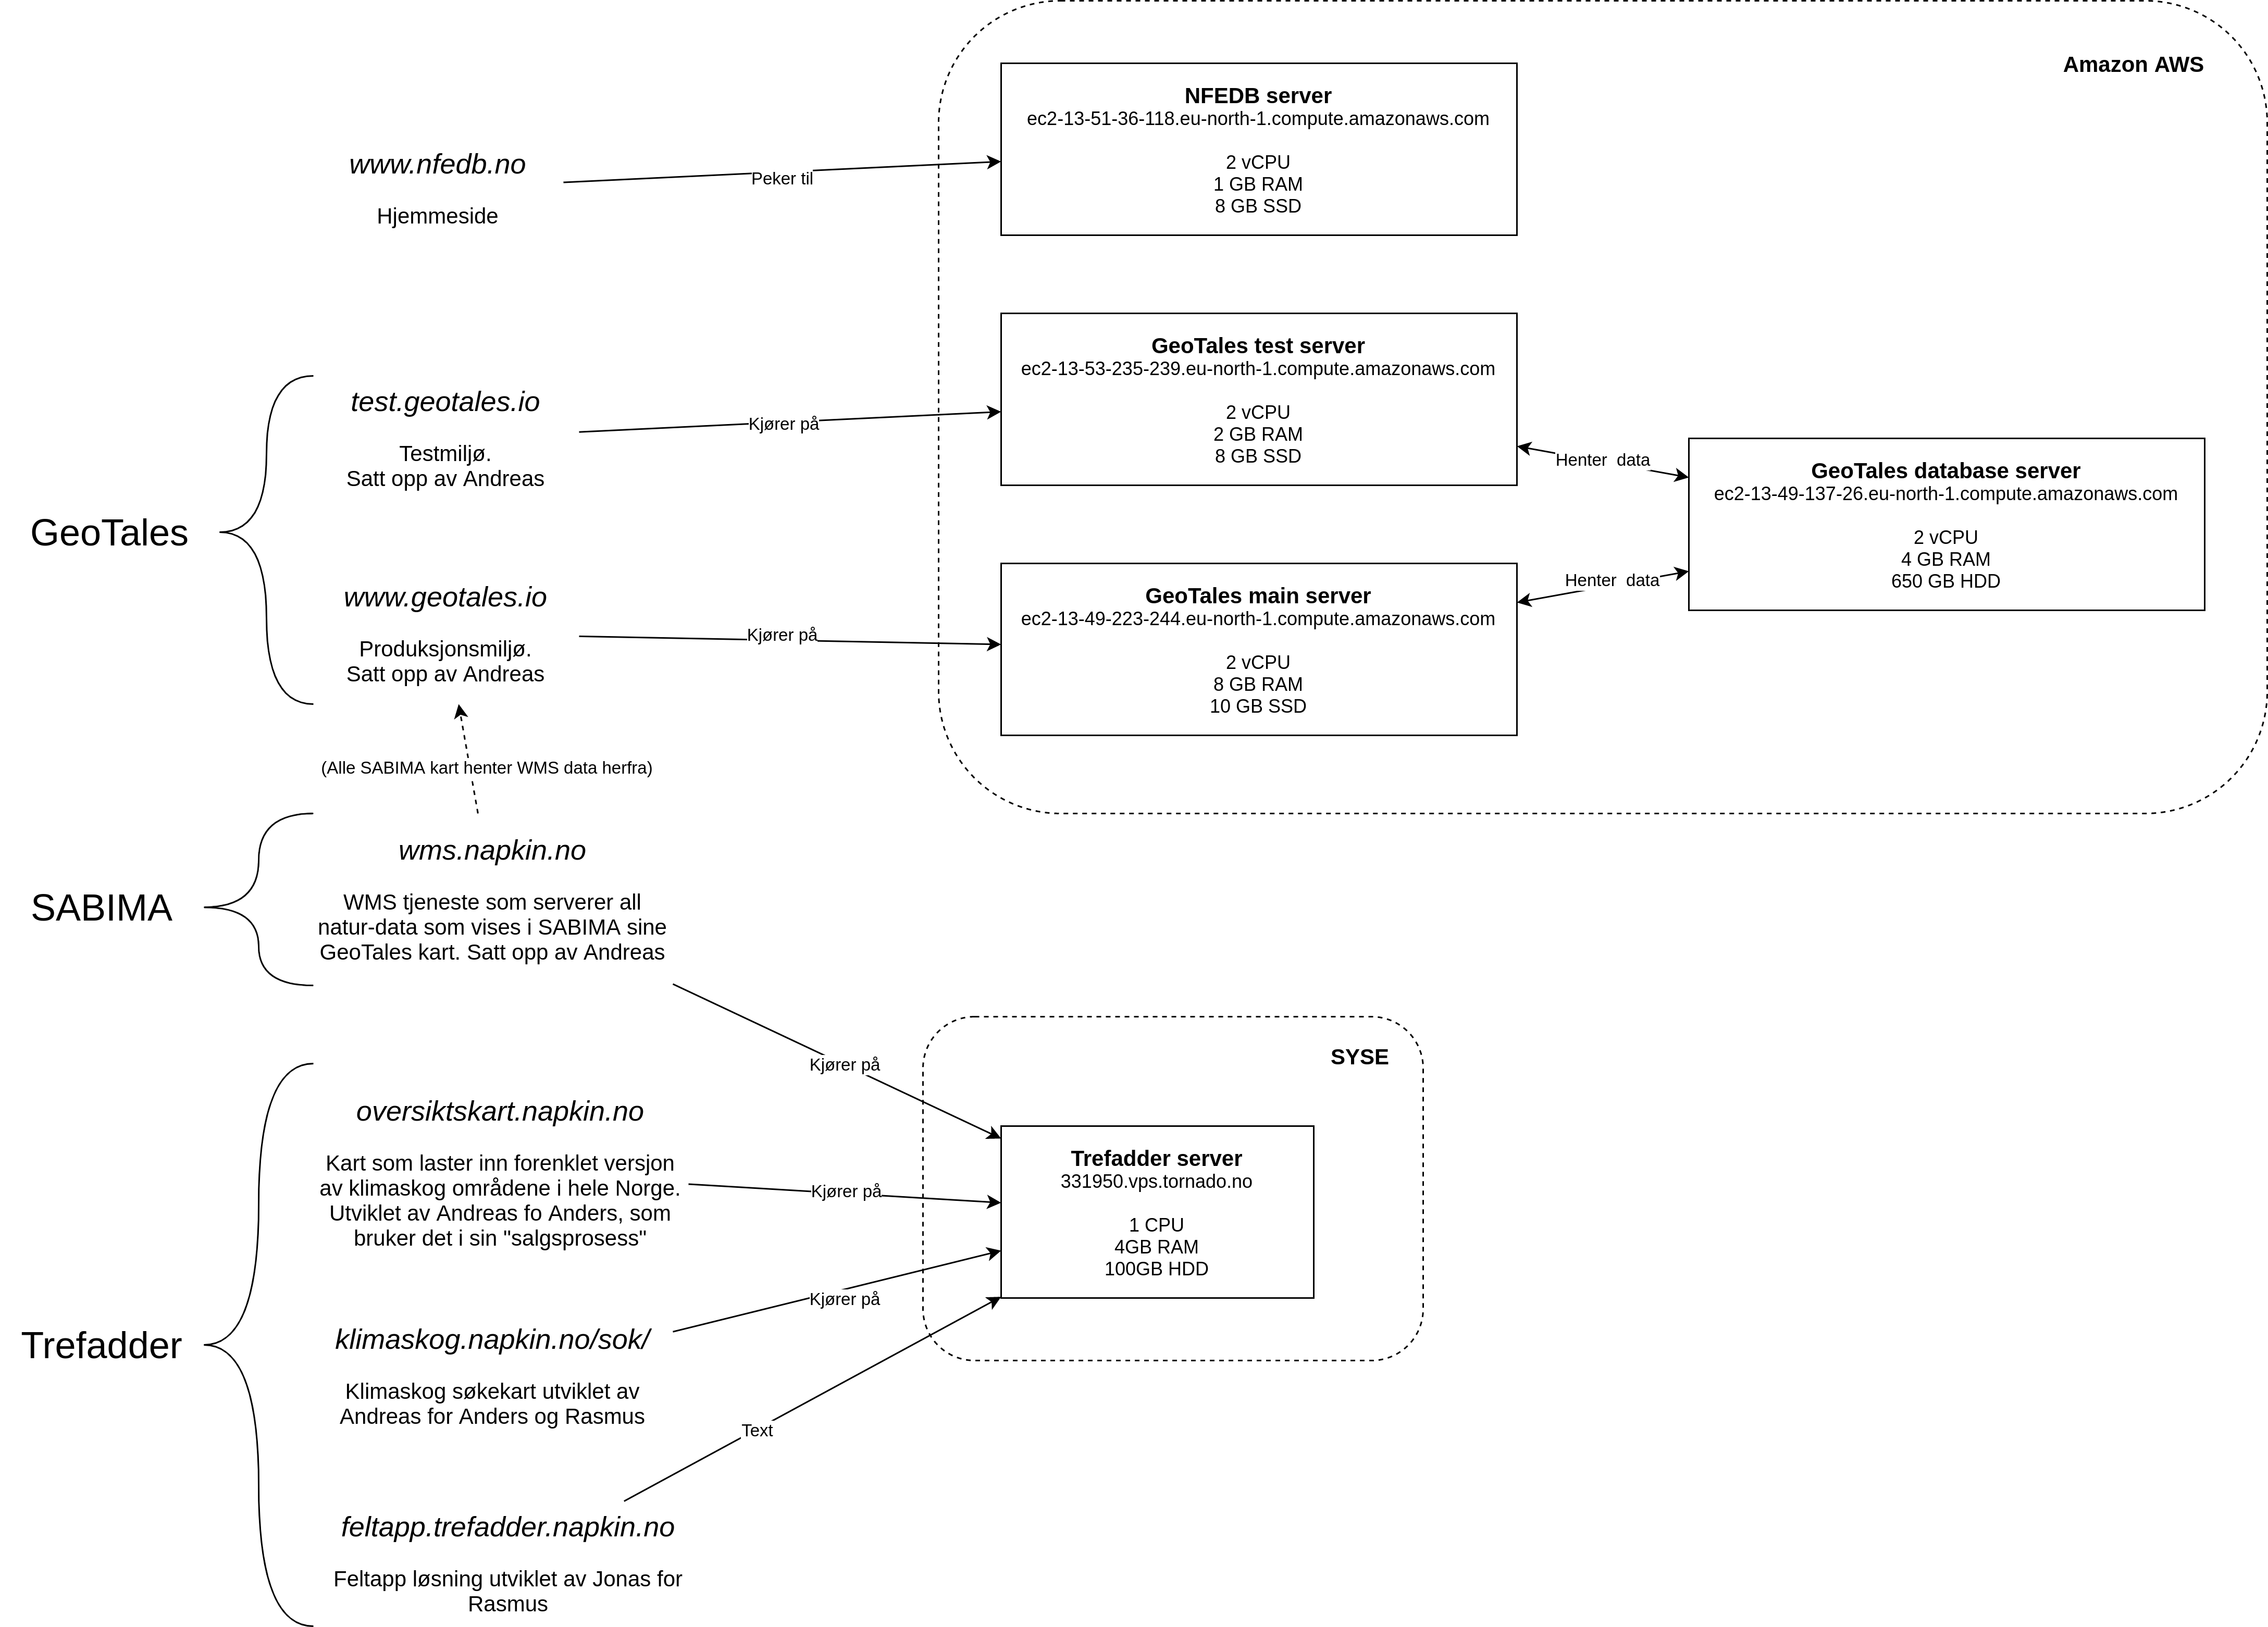 Amazon AWS
NFEDB server
ec2-13-51-36-118.eu-north-1.compute.amazonaws.com
2 vCPU
1 GB RAM
8 GB SSD
www.nfedb.no
Hjemmeside
Peker til
GeoTales test server
ec2-13-53-235-239.eu-north-1.compute.amazonaws.com
2 vCPU
2 GB RAM
8 GB SSD
GeoTales
test.geotales.io
Testmiljø.
Satt opp av Andreas
Kjører på
Henter  data
GeoTales database server
ec2-13-49-137-26.eu-north-1.compute.amazonaws.com
2 vCPU
4 GB RAM
650 GB HDD
www.geotales.io
Produksjonsmiljø.
Satt opp av Andreas
Kjører på
GeoTales main server
ec2-13-49-223-244.eu-north-1.compute.amazonaws.com
2 vCPU
8 GB RAM
10 GB SSD
Henter  data
(Alle SABIMA kart henter WMS data herfra)
SABIMA
wms.napkin.no
WMS tjeneste som serverer all
natur-data som vises i SABIMA sine
GeoTales kart. Satt opp av Andreas
Kjører på
SYSE
Trefadder server
331950.vps.tornado.no
1 CPU
4GB RAM
100GB HDD
Trefadder
oversiktskart.napkin.no
Kart som laster inn forenklet versjon
av klimaskog områdene i hele Norge.
Utviklet av Andreas fo Anders, som
bruker det i sin "salgsprosess"
Kjører på
klimaskog.napkin.no/sok/
Klimaskog søkekart utviklet av
Andreas for Anders og Rasmus
Kjører på
Text
feltapp.trefadder.napkin.no
Feltapp løsning utviklet av Jonas for
Rasmus